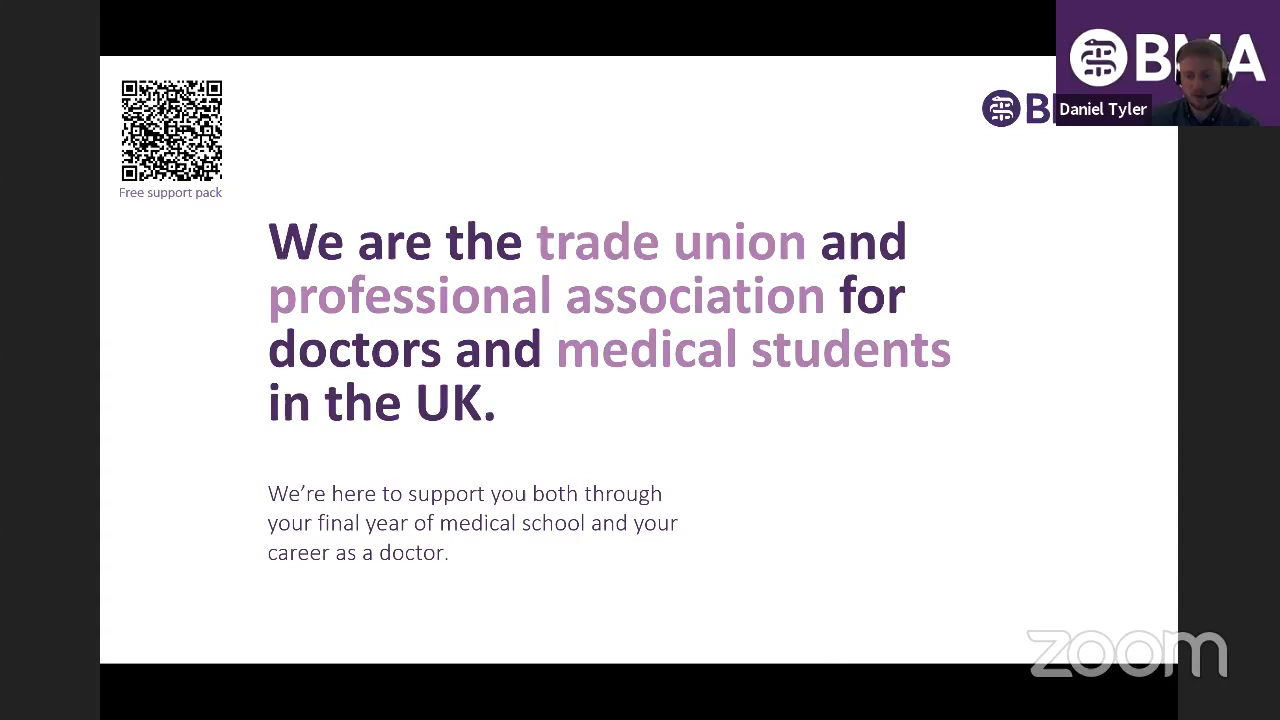 BMA
Daniel Tyler
Free support pack
We are the trade union and
professional association for
doctors and medical students
in the UK.
We’re here to support you both through
your final year of medical school and your
career as a doctor.
zoom